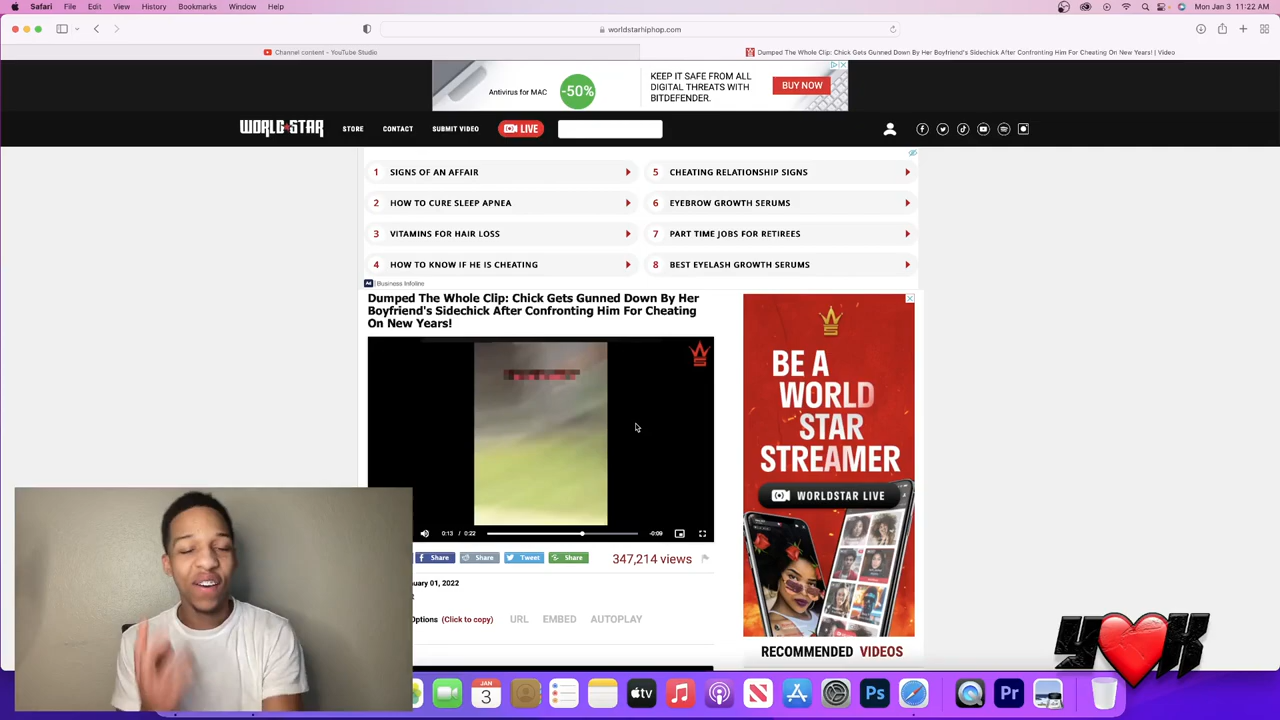 Safari File Edit View History Bookmarks Window Help Mon Jan 3 11:22 AM
worldstarhiphop.com
Channel content - YouTube Studio
Dumped The Whole Clip: Chick Gets Gunned Down By Her Boyfriend's Sidechick After Confronting Him For Cheating On New Years! | Video
Antivirus for MAC
-50%
KEEP IT SAFE FROM ALL
DIGITAL THREATS WITH
BITDEFENDER.
BUY NOW
WORLD STAR STORE CONTACT SUBMIT VIDEO LIVE
1 SIGNS OF AN AFFAIR
2 HOW TO CURE SLEEP APNEA
3 VITAMINS FOR HAIR LOSS
4 HOW TO KNOW IF HE IS CHEATING
5 CHEATING RELATIONSHIP SIGNS
6 EYEBROW GROWTH SERUMS
7 PART TIME JOBS FOR RETIREES
8 BEST EYELASH GROWTH SERUMS
Ad | Business Infoline
Dumped The Whole Clip: Chick Gets Gunned Down By Her
Boyfriend's Sidechick After Confronting Him For Cheating
On New Years!
0:13 / 0:22 -0:09
Share Share Tweet Share 347,214 views
uary 01, 2022
Options (Click to copy) URL EMBED AUTOPLAY
BE A
WORLD
STAR
STREAMER
WORLDSTAR LIVE
RECOMMENDED VIDEOS
Y K
JAN
3
tv
Ps
Pr